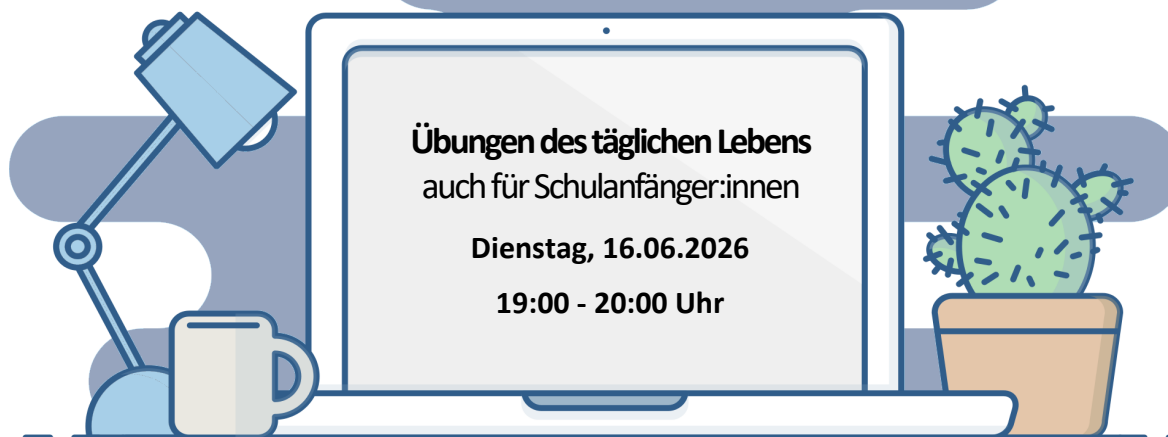 Übungen des täglichen Lebens
auch für Schulanfänger:innen
Dienstag, 16.06.2026
19:00 - 20:00 Uhr